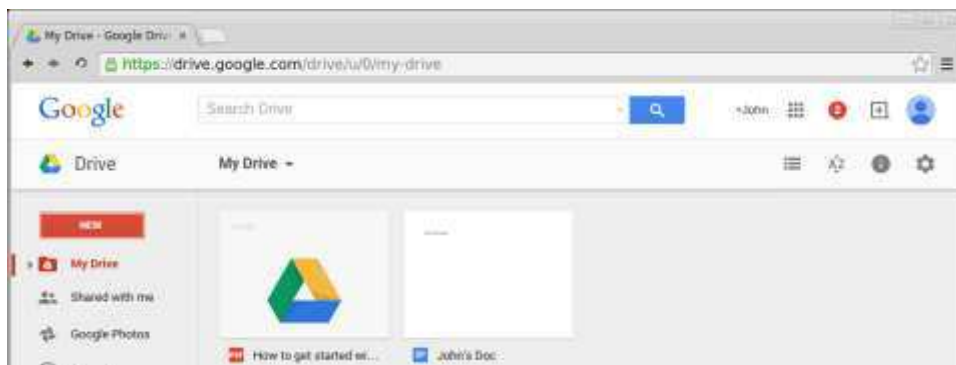 My Drive - Google Driv
https://drive.google.com/drive/u/0/my-drive
Google
Search Drive
+John
Drive
My Drive
NEW
My Drive
Shared with me
Google Photos
How to get started wi...
John's Doc